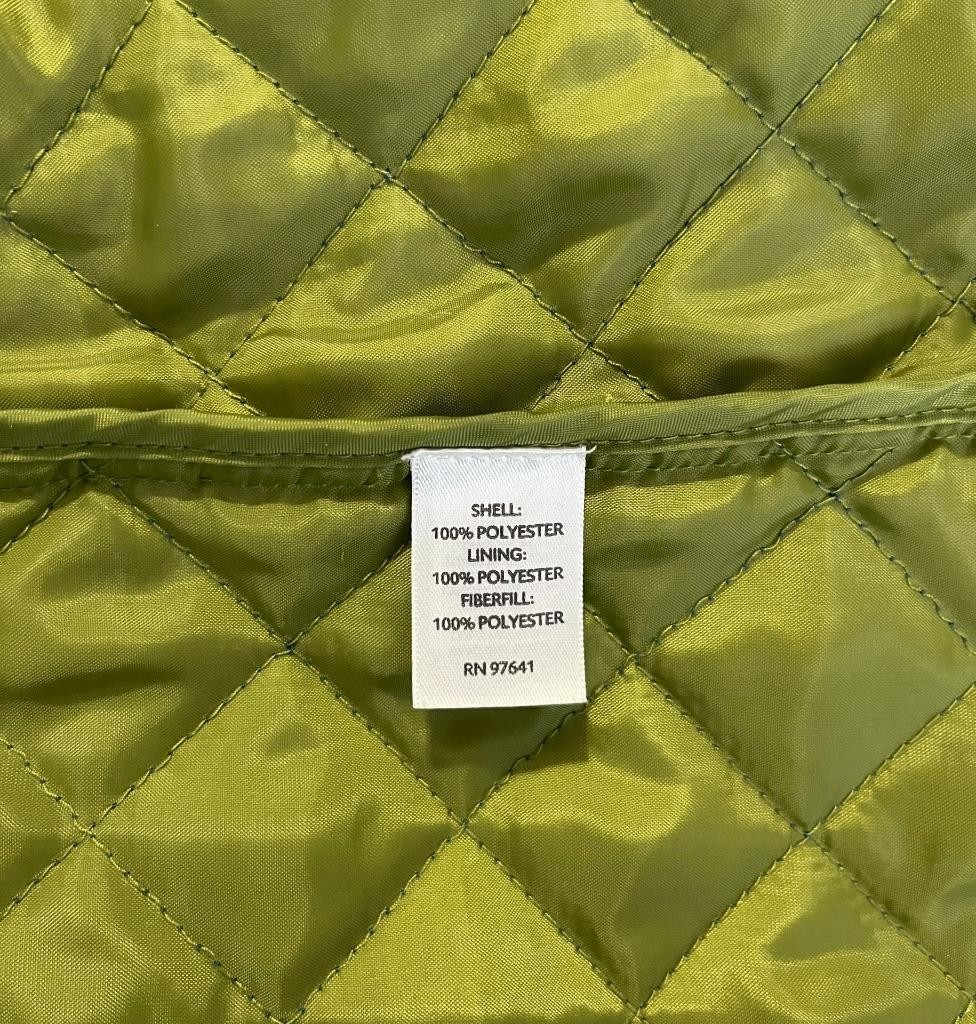 SHELL:
100% POLYESTER
LINING:
100% POLYESTER
FIBERFILL:
100% POLYESTER
RN 97641